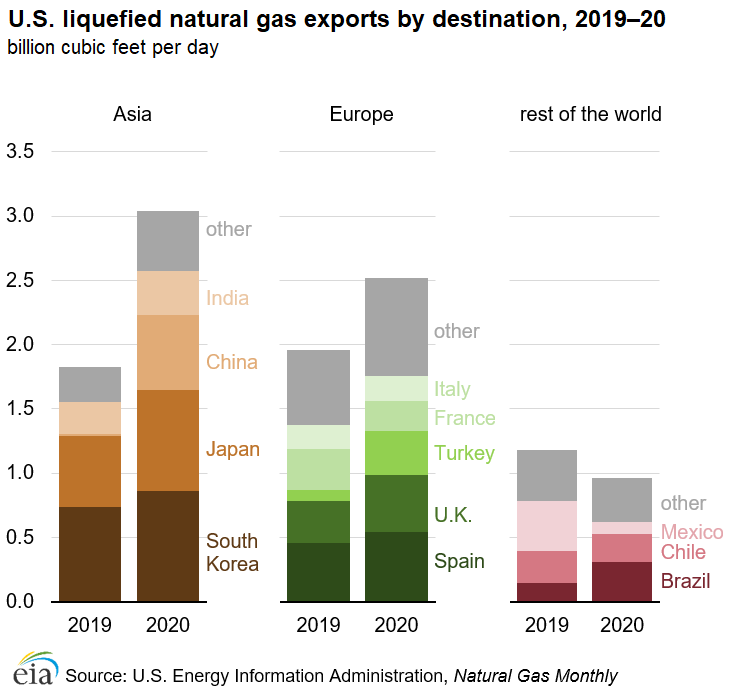 U.S. liquefied natural gas exports by destination, 2019–20
billion cubic feet per day
Asia
Europe
rest of the world
3.5
3.0
2.5
2.0
1.5
1.0
0.5
0.0
other
India
China
Japan
South
Korea
2019
2020
other
Italy
France
Turkey
U.K.
Spain
2019
2020
other
Mexico
Chile
Brazil
2019
2020
eia
Source: U.S. Energy Information Administration, Natural Gas Monthly